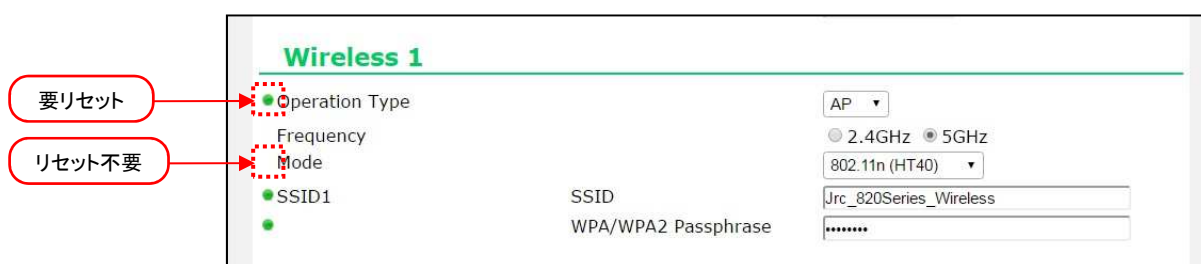 Wireless 1
要リセット
Operation Type AP
Frequency 2.4GHz 5GHz
リセット不要
Mode 802.11n (HT40)
SSID1 SSID Jrc_820Series_Wireless
WPA/WPA2 Passphrase ••••••••